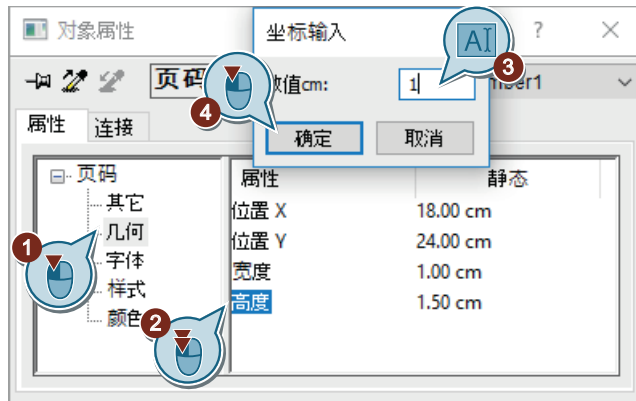 对象属性
坐标输入
?
页码
数值cm:
1
mber1
3
4
确定
取消
属性
连接
页码
其它
几何
字体
样式
颜色
1
2
属性
静态
位置 X
18.00 cm
位置 Y
24.00 cm
宽度
1.00 cm
高度
1.50 cm
AI